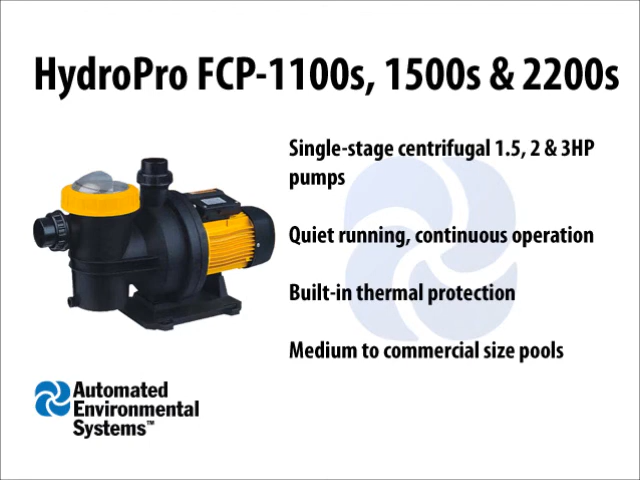 HydroPro FCP-1100s, 1500s & 2200s
Single-stage centrifugal 1.5, 2 & 3HP
pumps
Quiet running, continuous operation
Built-in thermal protection
Medium to commercial size pools
Automated
Environmental
Systems™